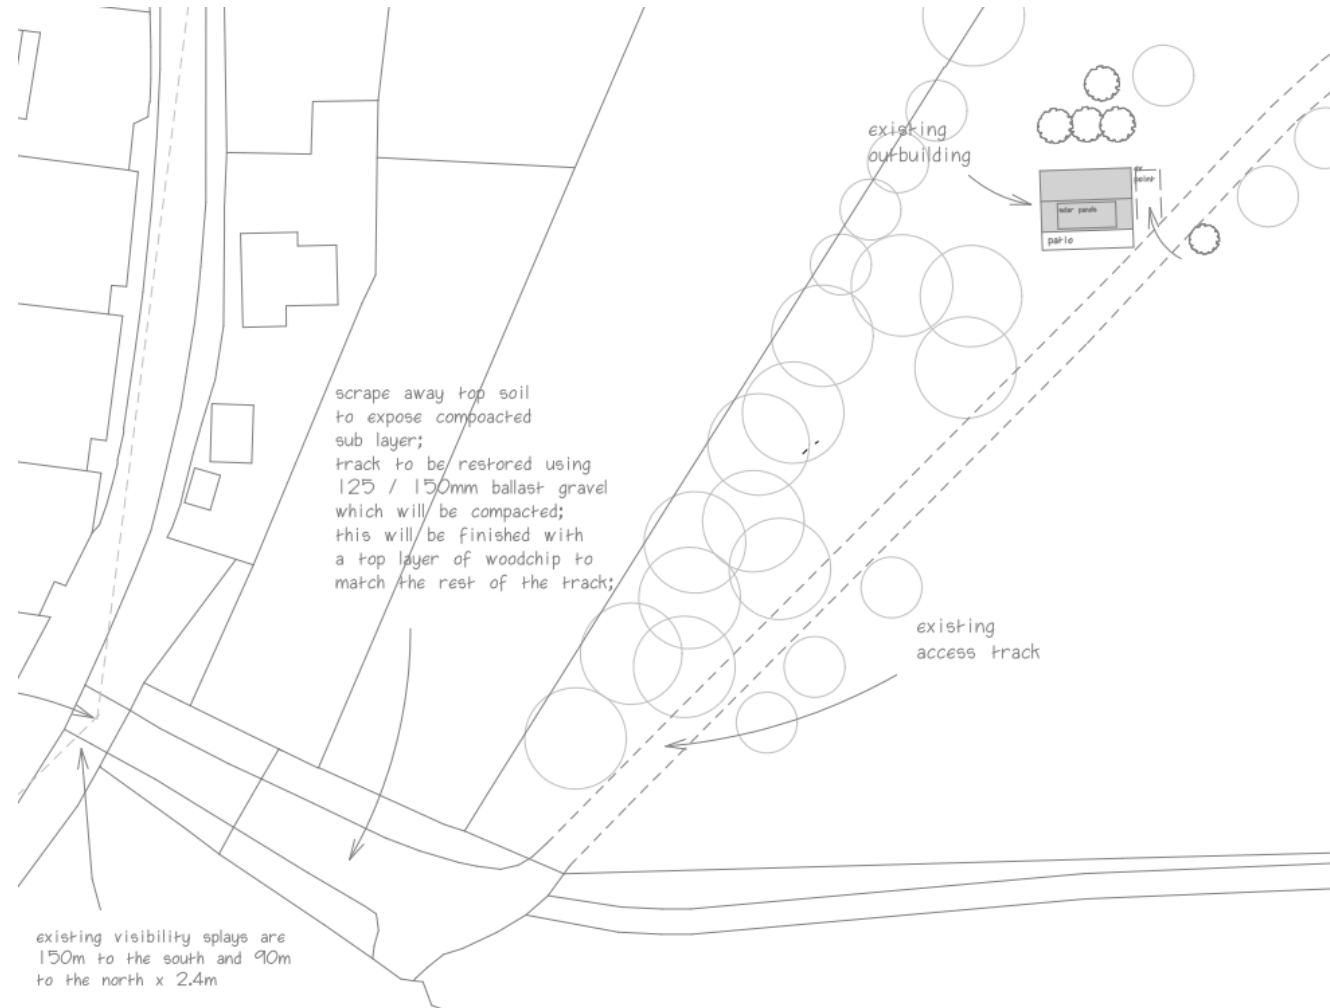 existing
outbuilding
ev
point
solar panels
patio
scrape away top soil
to expose compoacted
sub layer;
track to be restored using
125 / 150mm ballast gravel
which will be compacted;
this will be finished with
a top layer of woodchip to
match the rest of the track;
existing
access track
existing visibility splays are
150m to the south and 90m
to the north x 2.4m